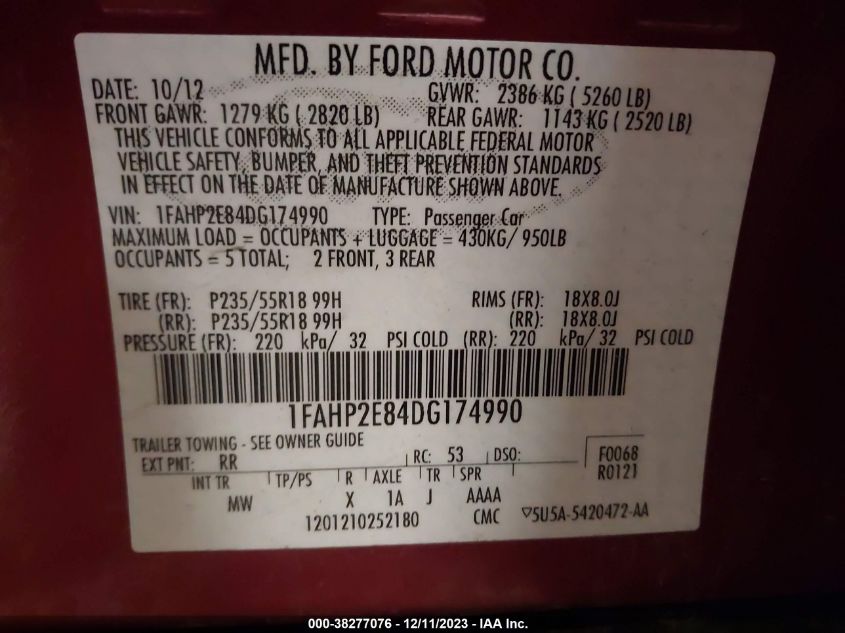 MFD. BY FORD MOTOR CO.
DATE: 10/12 GVWR: 2386 KG ( 5260 LB)
FRONT GAWR: 1279 KG ( 2820 LB) REAR GAWR: 1143 KG ( 2520 LB)
THIS VEHICLE CONFORMS TO ALL APPLICABLE FEDERAL MOTOR
VEHICLE SAFETY, BUMPER, AND THEFT PREVENTION STANDARDS
IN EFFECT ON THE DATE OF MANUFACTURE SHOWN ABOVE.
VIN: 1FAHP2E84DG174990 TYPE: Passenger Car
MAXIMUM LOAD = OCCUPANTS + LUGGAGE = 430KG/ 950LB
OCCUPANTS = 5 TOTAL; 2 FRONT, 3 REAR
TIRE (FR): P235/55R18 99H RIMS (FR): 18X8.0J
(RR): P235/55R18 99H (RR): 18X8.0J
PRESSURE (FR): 220 kPa/ 32 PSI COLD (RR): 220 kPa/ 32 PSI COLD
1FAHP2E84DG174990
TRAILER TOWING - SEE OWNER GUIDE
EXT PNT: RR RC: 53 DSO: F0068
INT TR TP/PS R AXLE TR SPR R0121
MW X 1A J AAAA
1201210252180 CMC ▽5U5A-5420472-AA
000-38277076 - 12/11/2023 - IAA Inc.